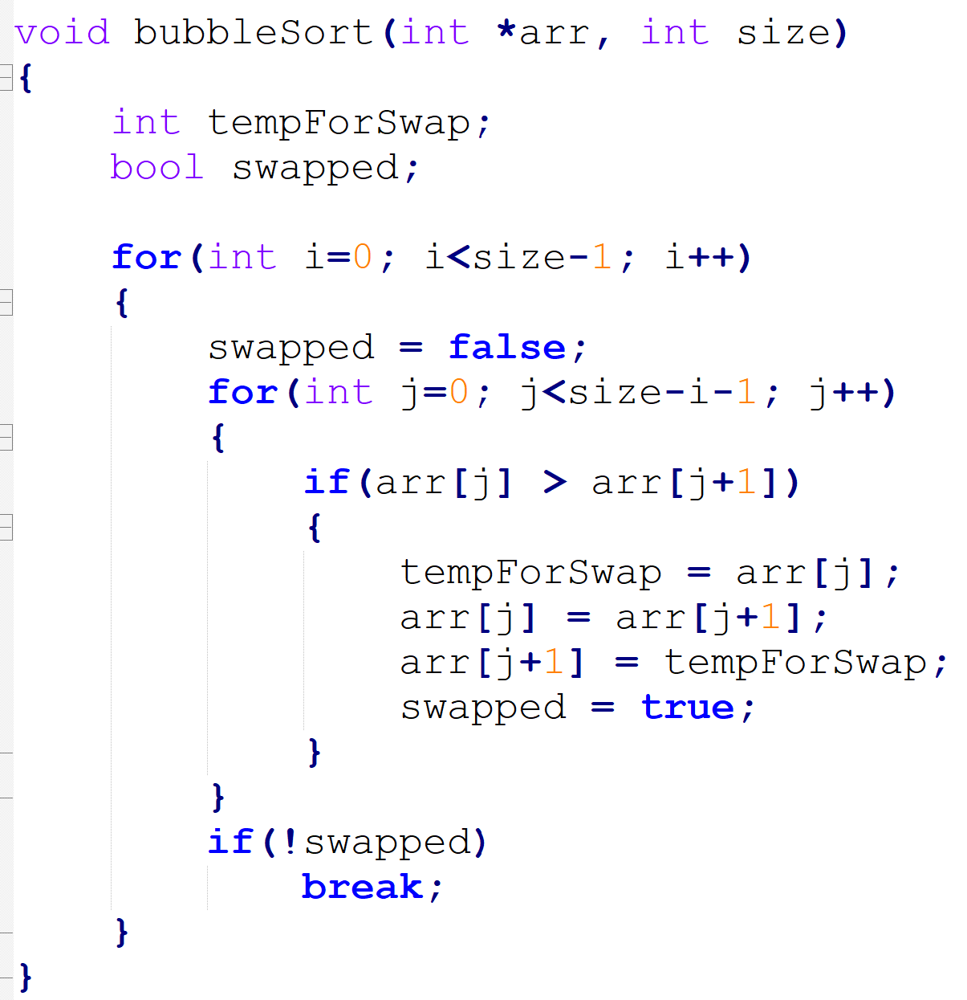 void bubbleSort(int *arr, int size)
{
    int tempForSwap;
    bool swapped;

    for(int i=0; i<size-1; i++)
    {
        swapped = false;
        for(int j=0; j<size-i-1; j++)
        {
            if(arr[j] > arr[j+1])
            {
                tempForSwap = arr[j];
                arr[j] = arr[j+1];
                arr[j+1] = tempForSwap;
                swapped = true;
            }
        }
        if(!swapped)
            break;
    }
}